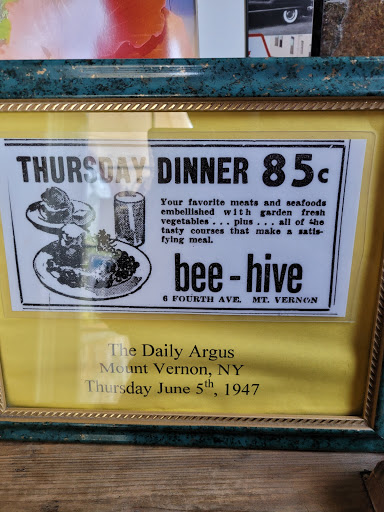 THURSDAY DINNER 85c
Your favorite meats and seafoods
embellished with garden fresh
vegetables . . . plus . . . all of the
tasty courses that make a satis-
fying meal.
bee-hive
6 FOURTH AVE. MT. VERNON
The Daily Argus
Mount Vernon, NY
Thursday June 5th, 1947